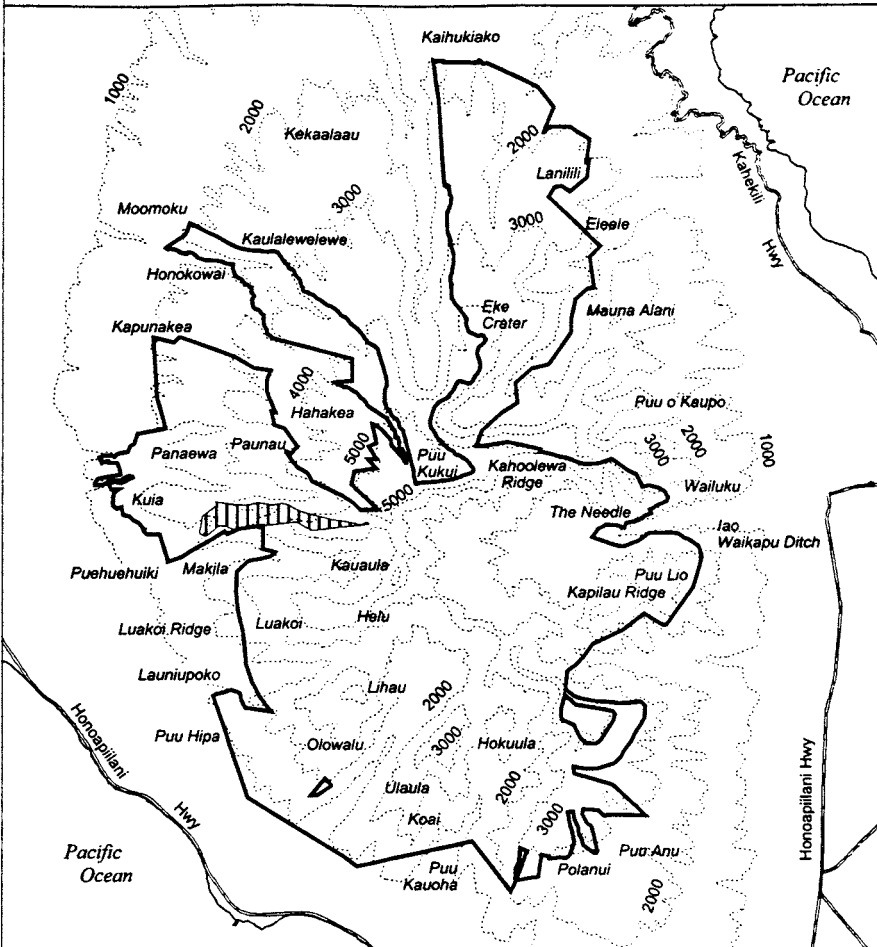 Kaihukiako
Pacific
Ocean
1000
2000
Kekaalaau
2000
Kahekili
Hwy
Lanilili
3000
Moomoku
3000
Eleele
Kaulalewelewe
Honokowai
Eke
Crater
Mauna Alani
Kapunakea
4000
Hahakea
Puu o Kaupo
3000
2000
1000
Panaewa
Paunau
5000
Puu
Kukui
Kahoolewa
Ridge
Wailuku
Kuia
5000
The Needle
Iao
Waikapu Ditch
Puehuehuiki
Makila
Kauaula
Puu Lio
Kapilau Ridge
Luakoi Ridge
Luakoi
Helu
Launiupoko
Lihau
2000
Honoapiilani
Hwy
Puu Hipa
Olowalu
3000
Hokuula
Ulaula
2000
Honoapiilani Hwy
Koai
3000
Pacific
Ocean
Puu
Kauoha
Polanui
Puu Anu
2000